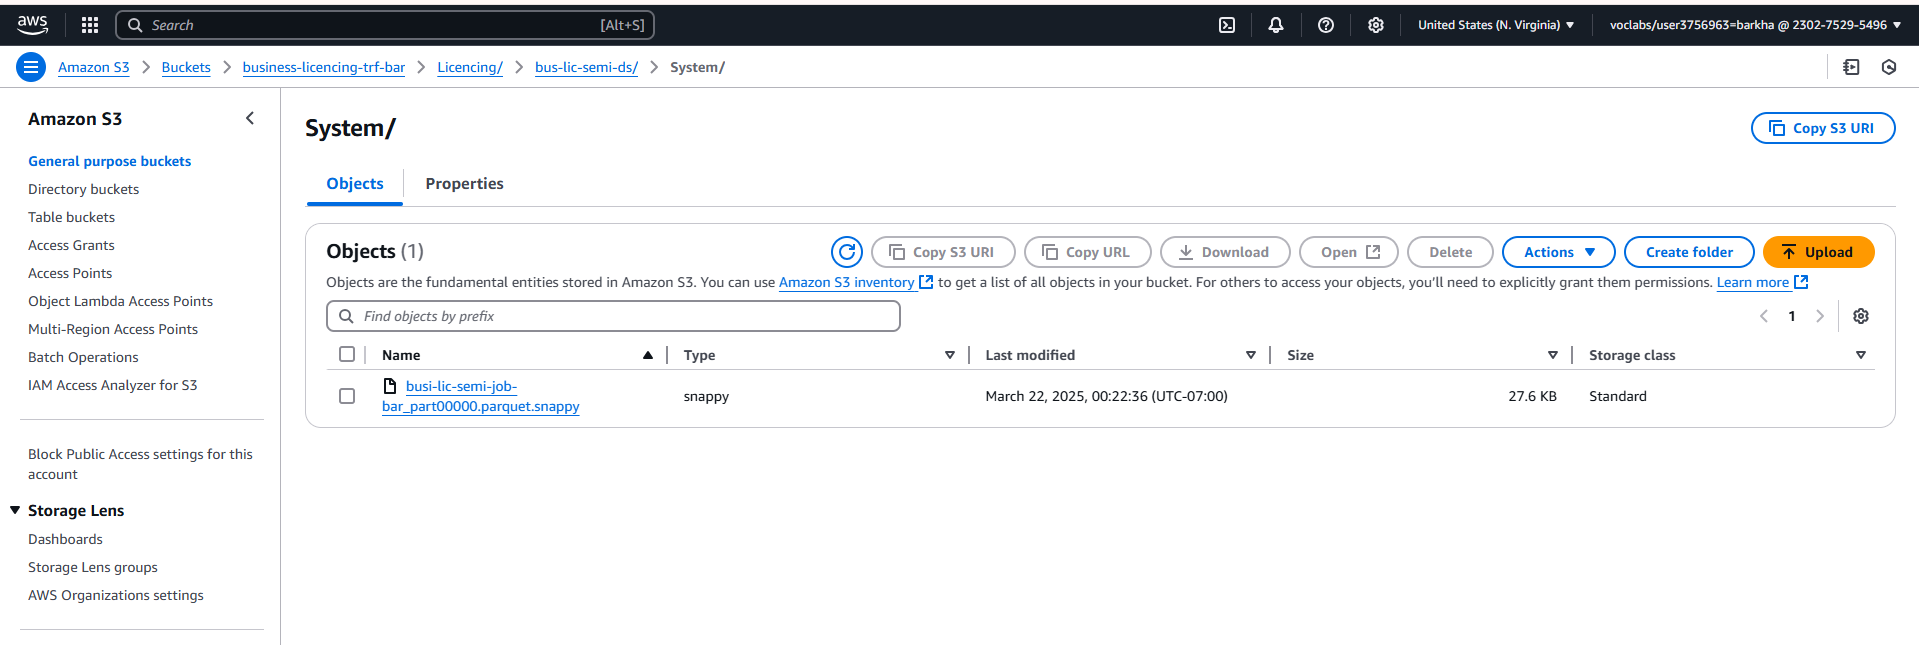 aws
Search [Alt+S] United States (N. Virginia) voclabs/user3756963=barkha @ 2302-7529-5496
Amazon S3 Buckets business-licencing-trf-bar Licencing/ bus-lic-semi-ds/ System/
Amazon S3
General purpose buckets
Directory buckets
Table buckets
Access Grants
Access Points
Object Lambda Access Points
Multi-Region Access Points
Batch Operations
IAM Access Analyzer for S3
Block Public Access settings for this
account
Storage Lens
Dashboards
Storage Lens groups
AWS Organizations settings
System/
Copy S3 URI
Objects Properties
Objects (1)
Copy S3 URI Copy URL Download Open Delete Actions Create folder Upload
Objects are the fundamental entities stored in Amazon S3. You can use Amazon S3 inventory to get a list of all objects in your bucket. For others to access your objects, you’ll need to explicitly grant them permissions. Learn more
Find objects by prefix
1
Name Type Last modified Size Storage class
busi-lic-semi-job-
bar_part00000.parquet.snappy
snappy March 22, 2025, 00:22:36 (UTC-07:00) 27.6 KB Standard